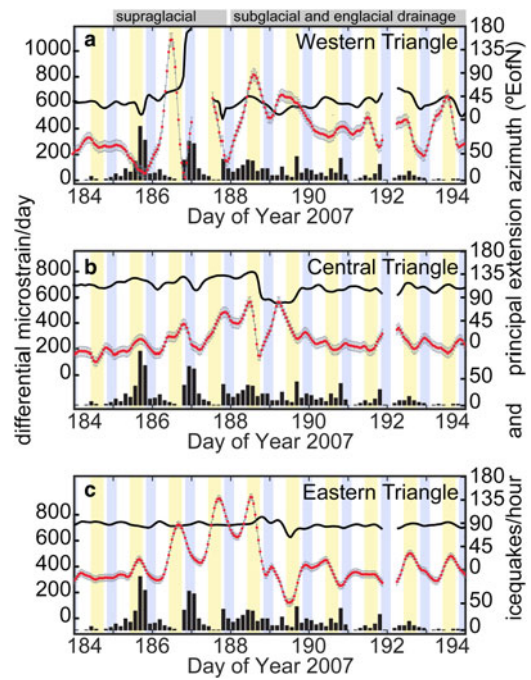 supraglacial subglacial and englacial drainage
a Western Triangle
1000
800
600
400
200
0
180
135
90
45
0
100
50
0
184 186 188 190 192 194
Day of Year 2007
b Central Triangle
800
600
400
200
0
180
135
90
45
0
50
0
184 186 188 190 192 194
Day of Year 2007
c Eastern Triangle
800
600
400
200
0
180
135
90
45
0
100
50
0
184 186 188 190 192 194
Day of Year 2007
differential microstrain/day
principal extension azimuth (°EofN)
and
icequakes/hour